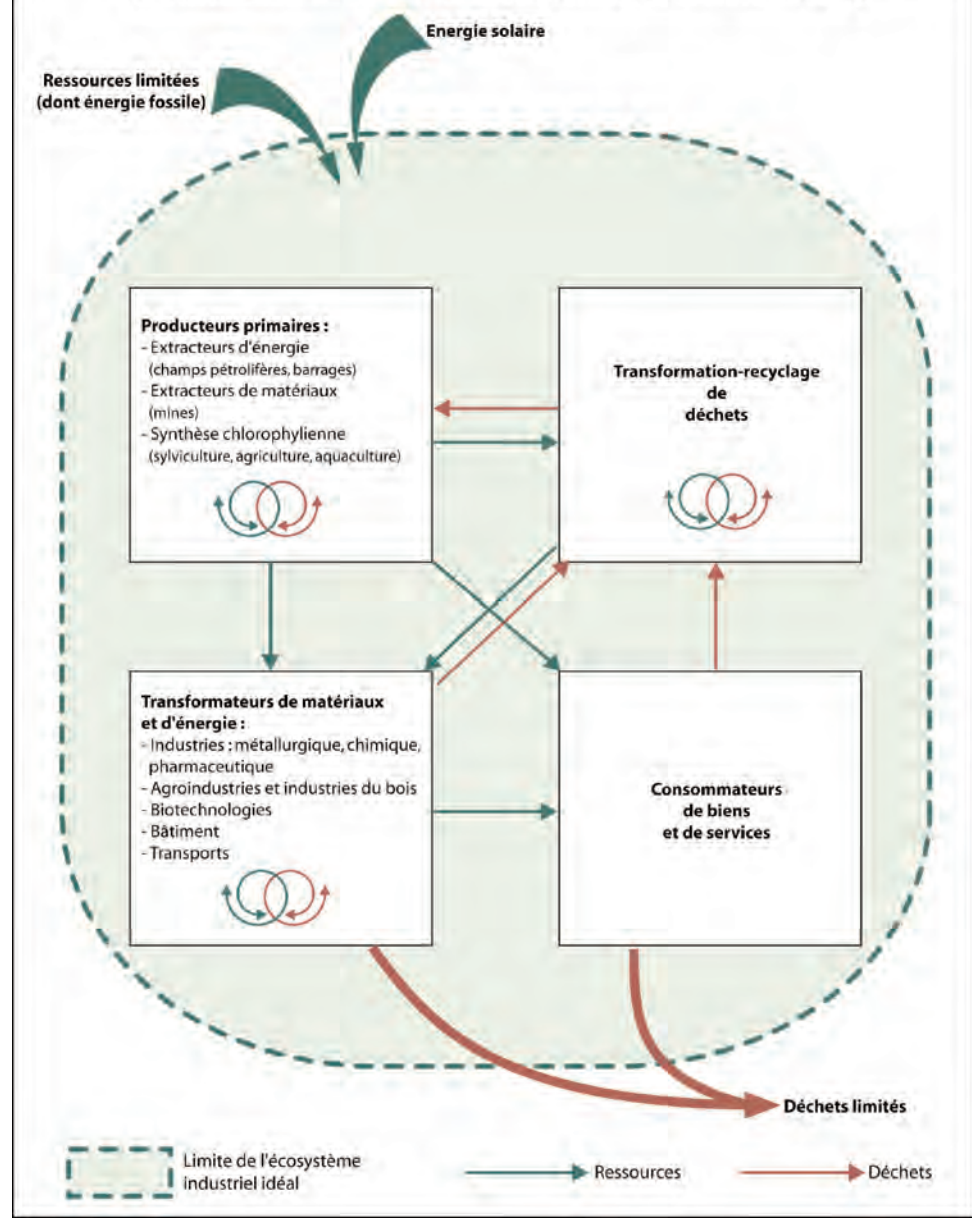 Energie solaire
Ressources limitées
(dont énergie fossile)
Producteurs primaires :
- Extracteurs d'énergie
(champs pétrolifères, barrages)
- Extracteurs de matériaux
(mines)
- Synthèse chlorophylienne
(sylviculture, agriculture, aquaculture)
Transformation-recyclage
de
déchets
Transformateurs de matériaux
et d'énergie :
- Industries : métallurgique, chimique,
pharmaceutique
- Agroindustries et industries du bois
- Biotechnologies
- Bâtiment
- Transports
Consommateurs
de biens
et de services
Déchets limités
Limite de l'écosystème
industriel idéal
Ressources
Déchets